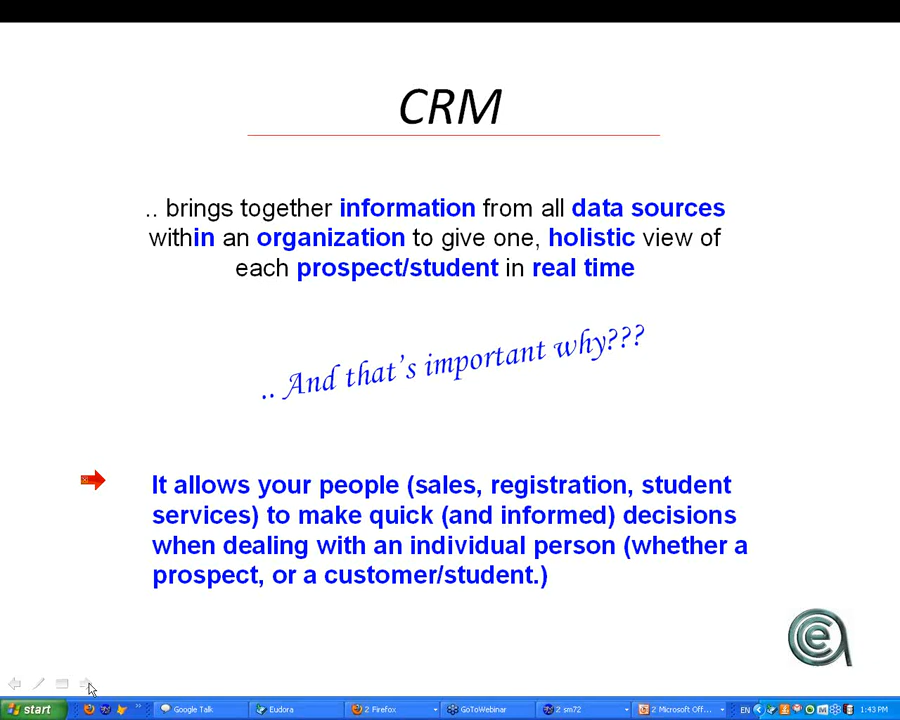 CRM
.. brings together information from all data sources
within an organization to give one, holistic view of
each prospect/student in real time
.. And that's important why???
It allows your people (sales, registration, student
services) to make quick (and informed) decisions
when dealing with an individual person (whether a
prospect, or a customer/student.)
start Google Talk Eudora 2 Firefox GoToWebinar 2 sm72 2 Microsoft Off... EN 1:43 PM